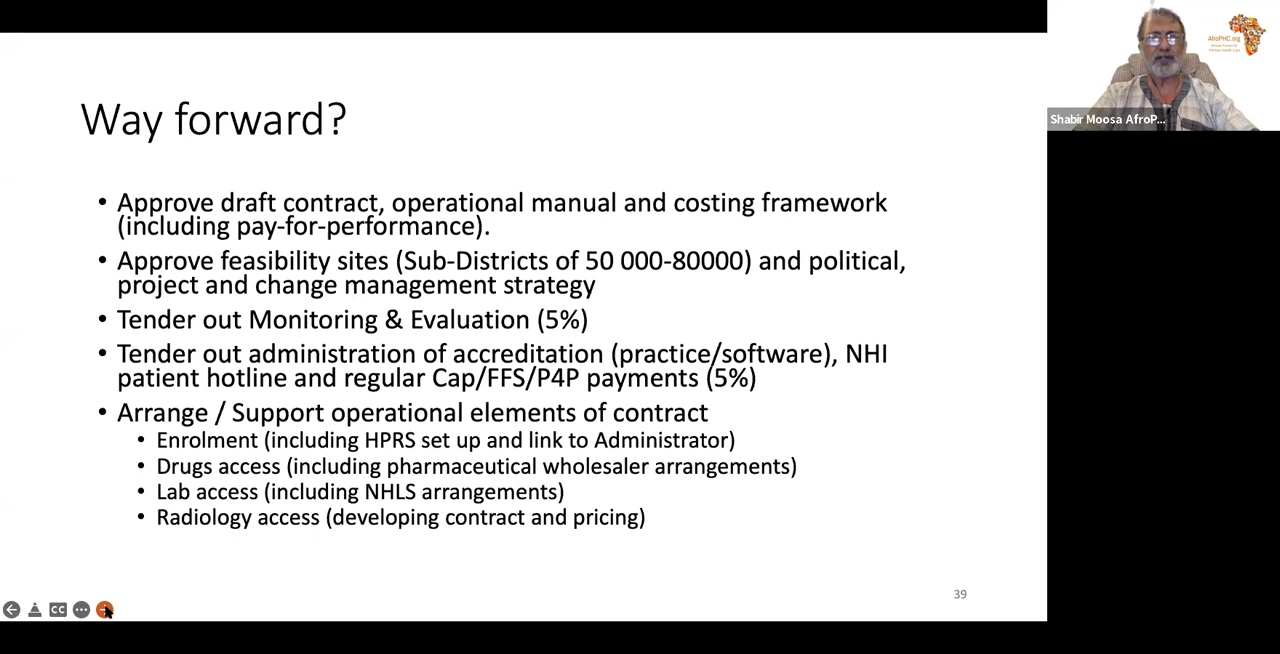 Way forward?
• Approve draft contract, operational manual and costing framework
(including pay-for-performance).
• Approve feasibility sites (Sub-Districts of 50 000-80000) and political,
project and change management strategy
• Tender out Monitoring & Evaluation (5%)
• Tender out administration of accreditation (practice/software), NHI
patient hotline and regular Cap/FFS/P4P payments (5%)
• Arrange / Support operational elements of contract
• Enrolment (including HPRS set up and link to Administrator)
• Drugs access (including pharmaceutical wholesaler arrangements)
• Lab access (including NHLS arrangements)
• Radiology access (developing contract and pricing)
39
CC
AfroPHC.org
Shabir Moosa AfroP...